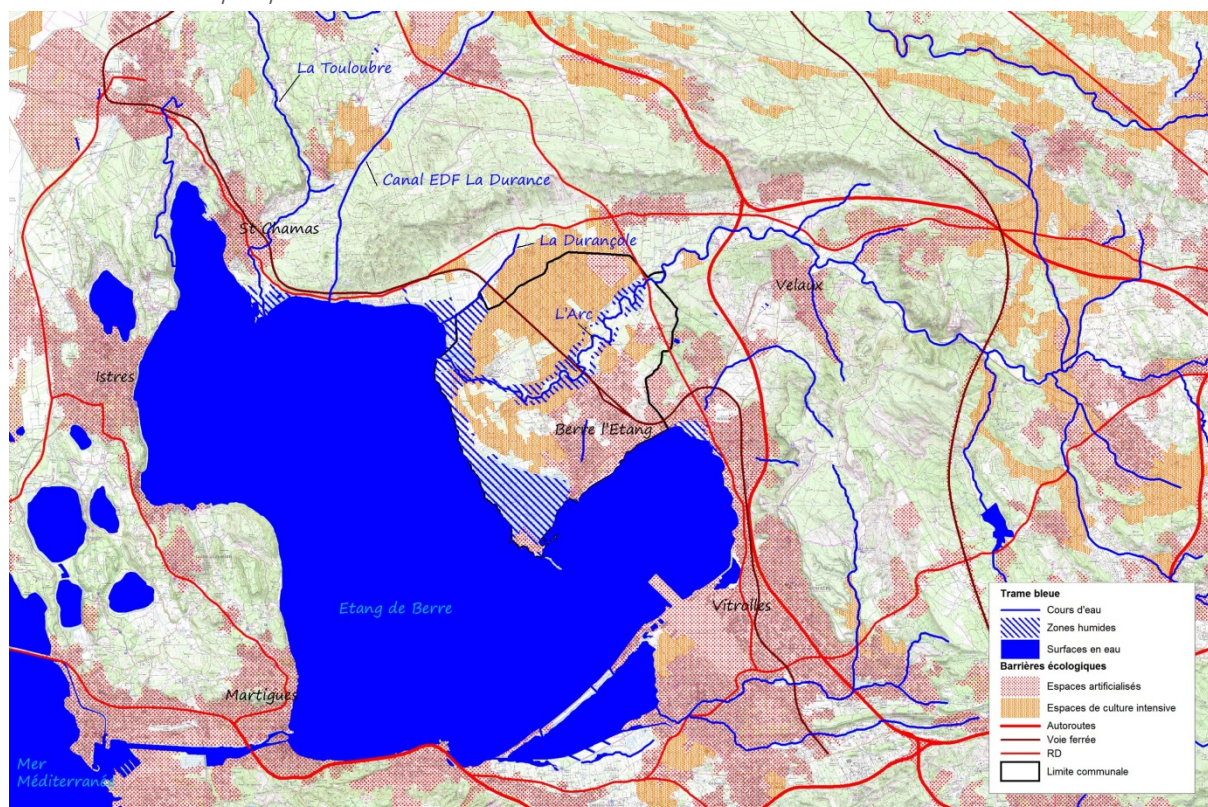 La Touloubre
Canal EDF La Durance
St Chamas
La Durançole
L'Arc
Velaux
Istres
Berre l'Etang
Etang de Berre
Vitrolles
Martigues
Mer
Méditerrané
Trame bleue
Cours d'eau
Zones humides
Surfaces en eau
Barrières écologiques
Espaces artificialisés
Espaces de culture intensive
Autoroutes
Voie ferrée
RD
Limite communale